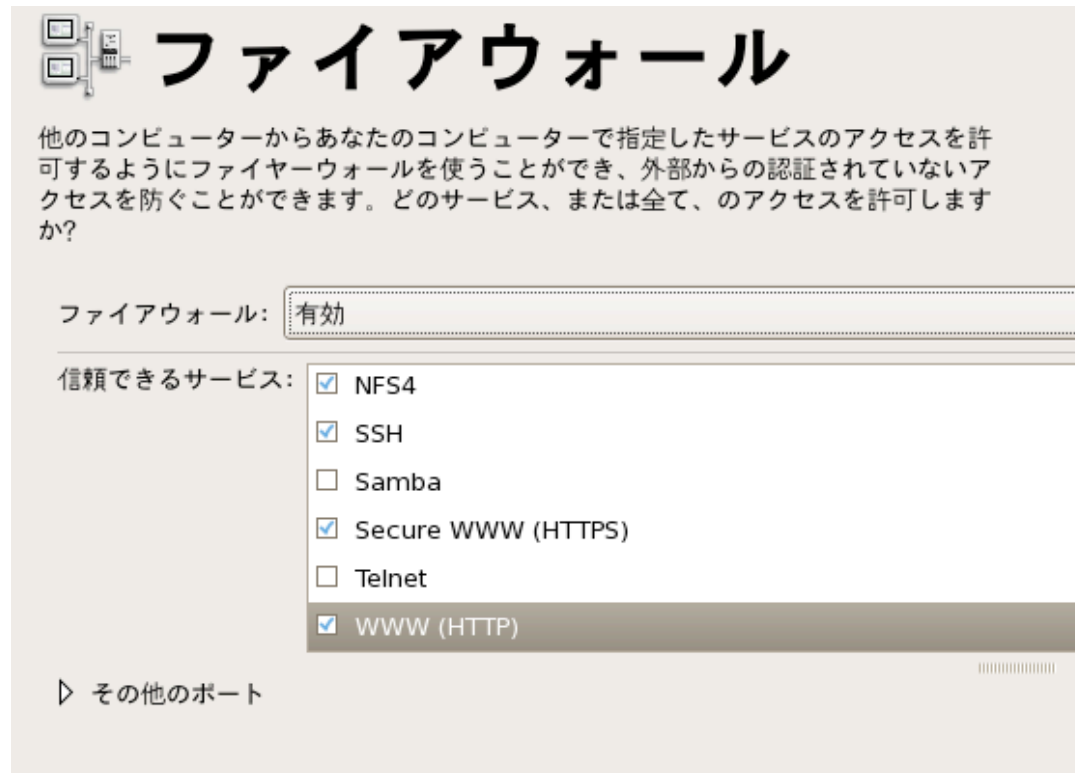 ファイアウォール
他のコンピューターからあなたのコンピューターで指定したサービスのアクセスを許
可するようにファイヤーウォールを使うことができ、外部からの認証されていないア
クセスを防ぐことができます。どのサービス、または全て、のアクセスを許可します
か?
ファイアウォール: 有効
信頼できるサービス: NFS4
SSH
Samba
Secure WWW (HTTPS)
Telnet
WWW (HTTP)
その他のポート